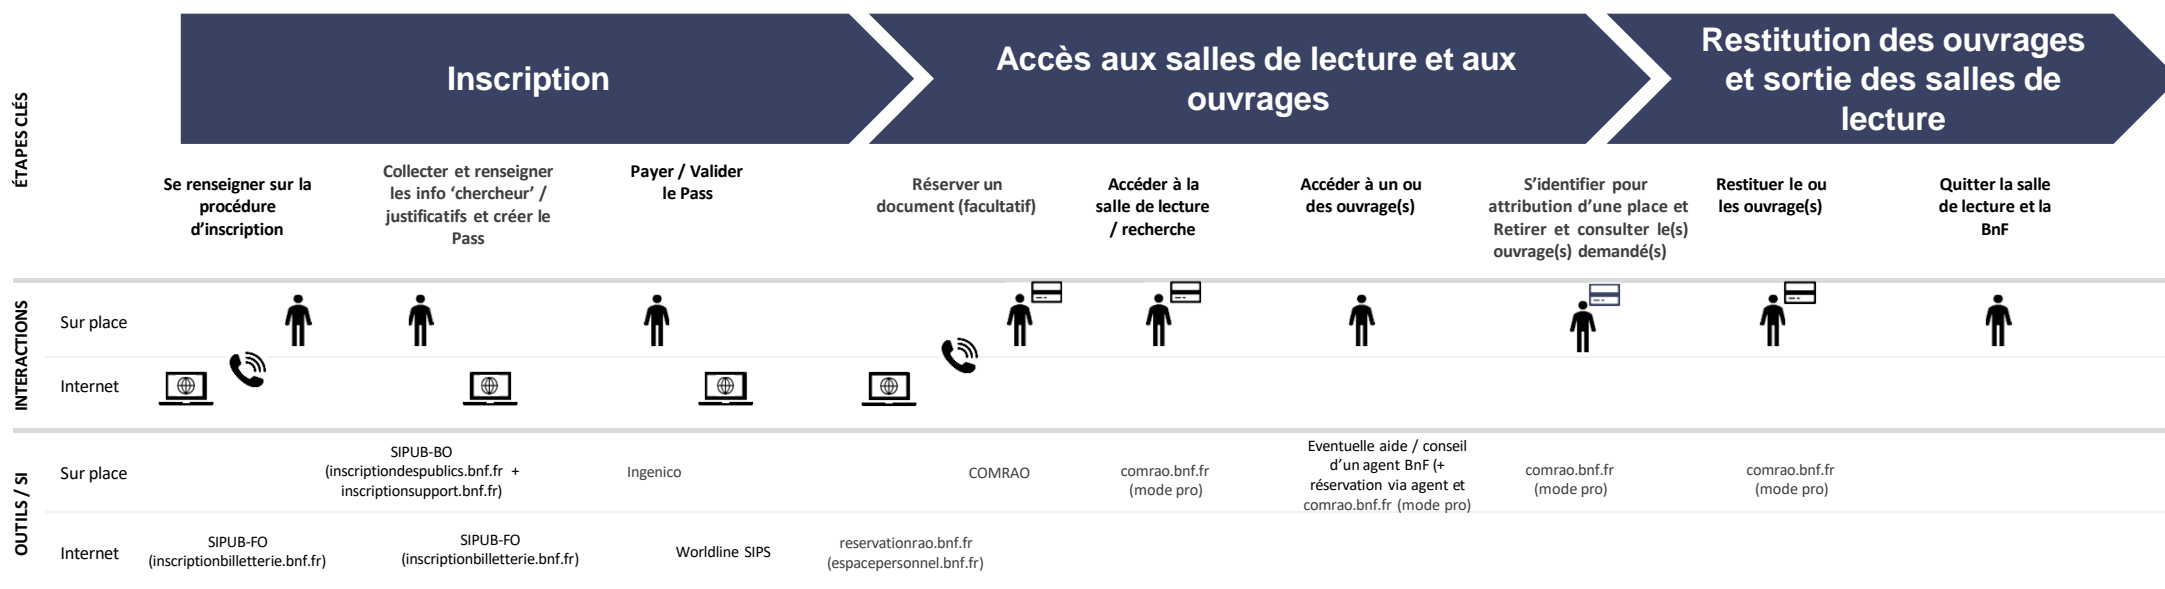 Inscription
Accès aux salles de lecture et aux
ouvrages
Restitution des ouvrages
et sortie des salles de
lecture
ÉTAPES CLÉS
Se renseigner sur la
procédure
d'inscription
Collecter et renseigner
les info 'chercheur' /
justificatifs et créer le
Pass
Payer / Valider
le Pass
Réserver un
document (facultatif)
Accéder à la
salle de lecture
/ recherche
Accéder à un ou
des ouvrage(s)
S'identifier pour
attribution d'une place et
Retirer et consulter le(s)
ouvrage(s) demandé(s)
Restituer le ou
les ouvrage(s)
Quitter la salle
de lecture et la
BnF
INTERACTIONS
Sur place
Internet
OUTILS / SI
Sur place
SIPUB-BO
(inscriptiondespublics.bnf.fr +
inscriptionsupport.bnf.fr)
Ingenico
COMRAO
comrao.bnf.fr
(mode pro)
Eventuelle aide / conseil
d'un agent BnF (+
réservation via agent et
comrao.bnf.fr (mode pro)
comrao.bnf.fr
(mode pro)
comrao.bnf.fr
(mode pro)
Internet
SIPUB-FO
(inscriptionbilletterie.bnf.fr)
SIPUB-FO
(inscriptionbilletterie.bnf.fr)
Worldline SIPS
reservationrao.bnf.fr
(espacepersonnel.bnf.fr)